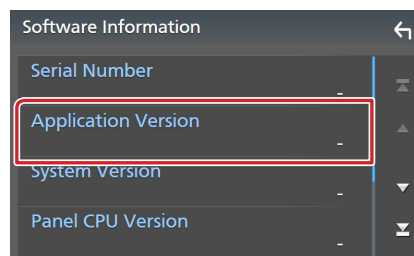 Software Information
Serial Number
-
Application Version
-
System Version
-
Panel CPU Version
-